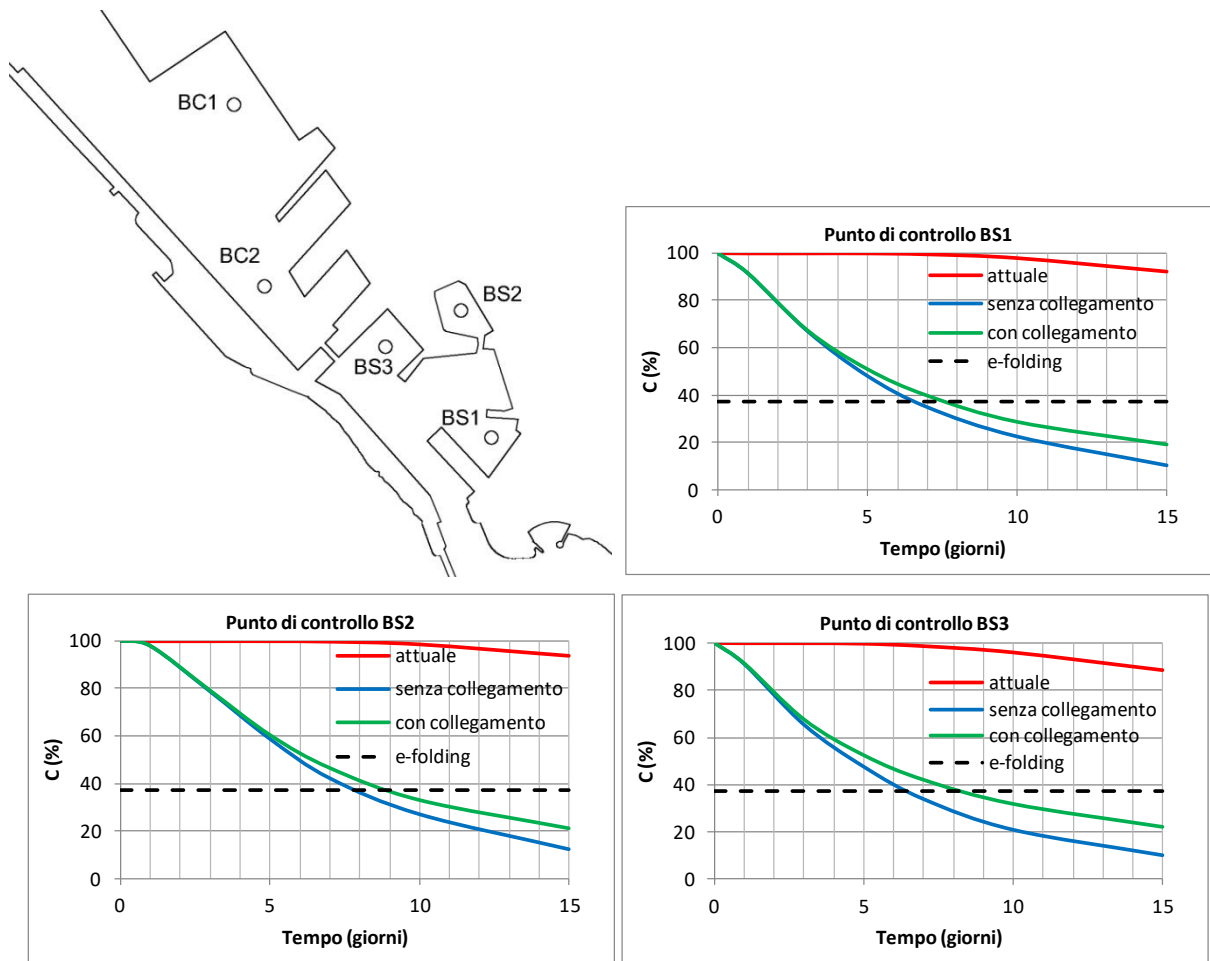 BC1
BC2
BS2
BS3
BS1
Punto di controllo BS1
C (%)
100
80
60
40
20
0
attuale
senza collegamento
con collegamento
e-folding
0 5 10 15
Tempo (giorni)
Punto di controllo BS2
C (%)
100
80
60
40
20
0
attuale
senza collegamento
con collegamento
e-folding
0 5 10 15
Tempo (giorni)
Punto di controllo BS3
C (%)
100
80
60
40
20
0
attuale
senza collegamento
con collegamento
e-folding
0 5 10 15
Tempo (giorni)